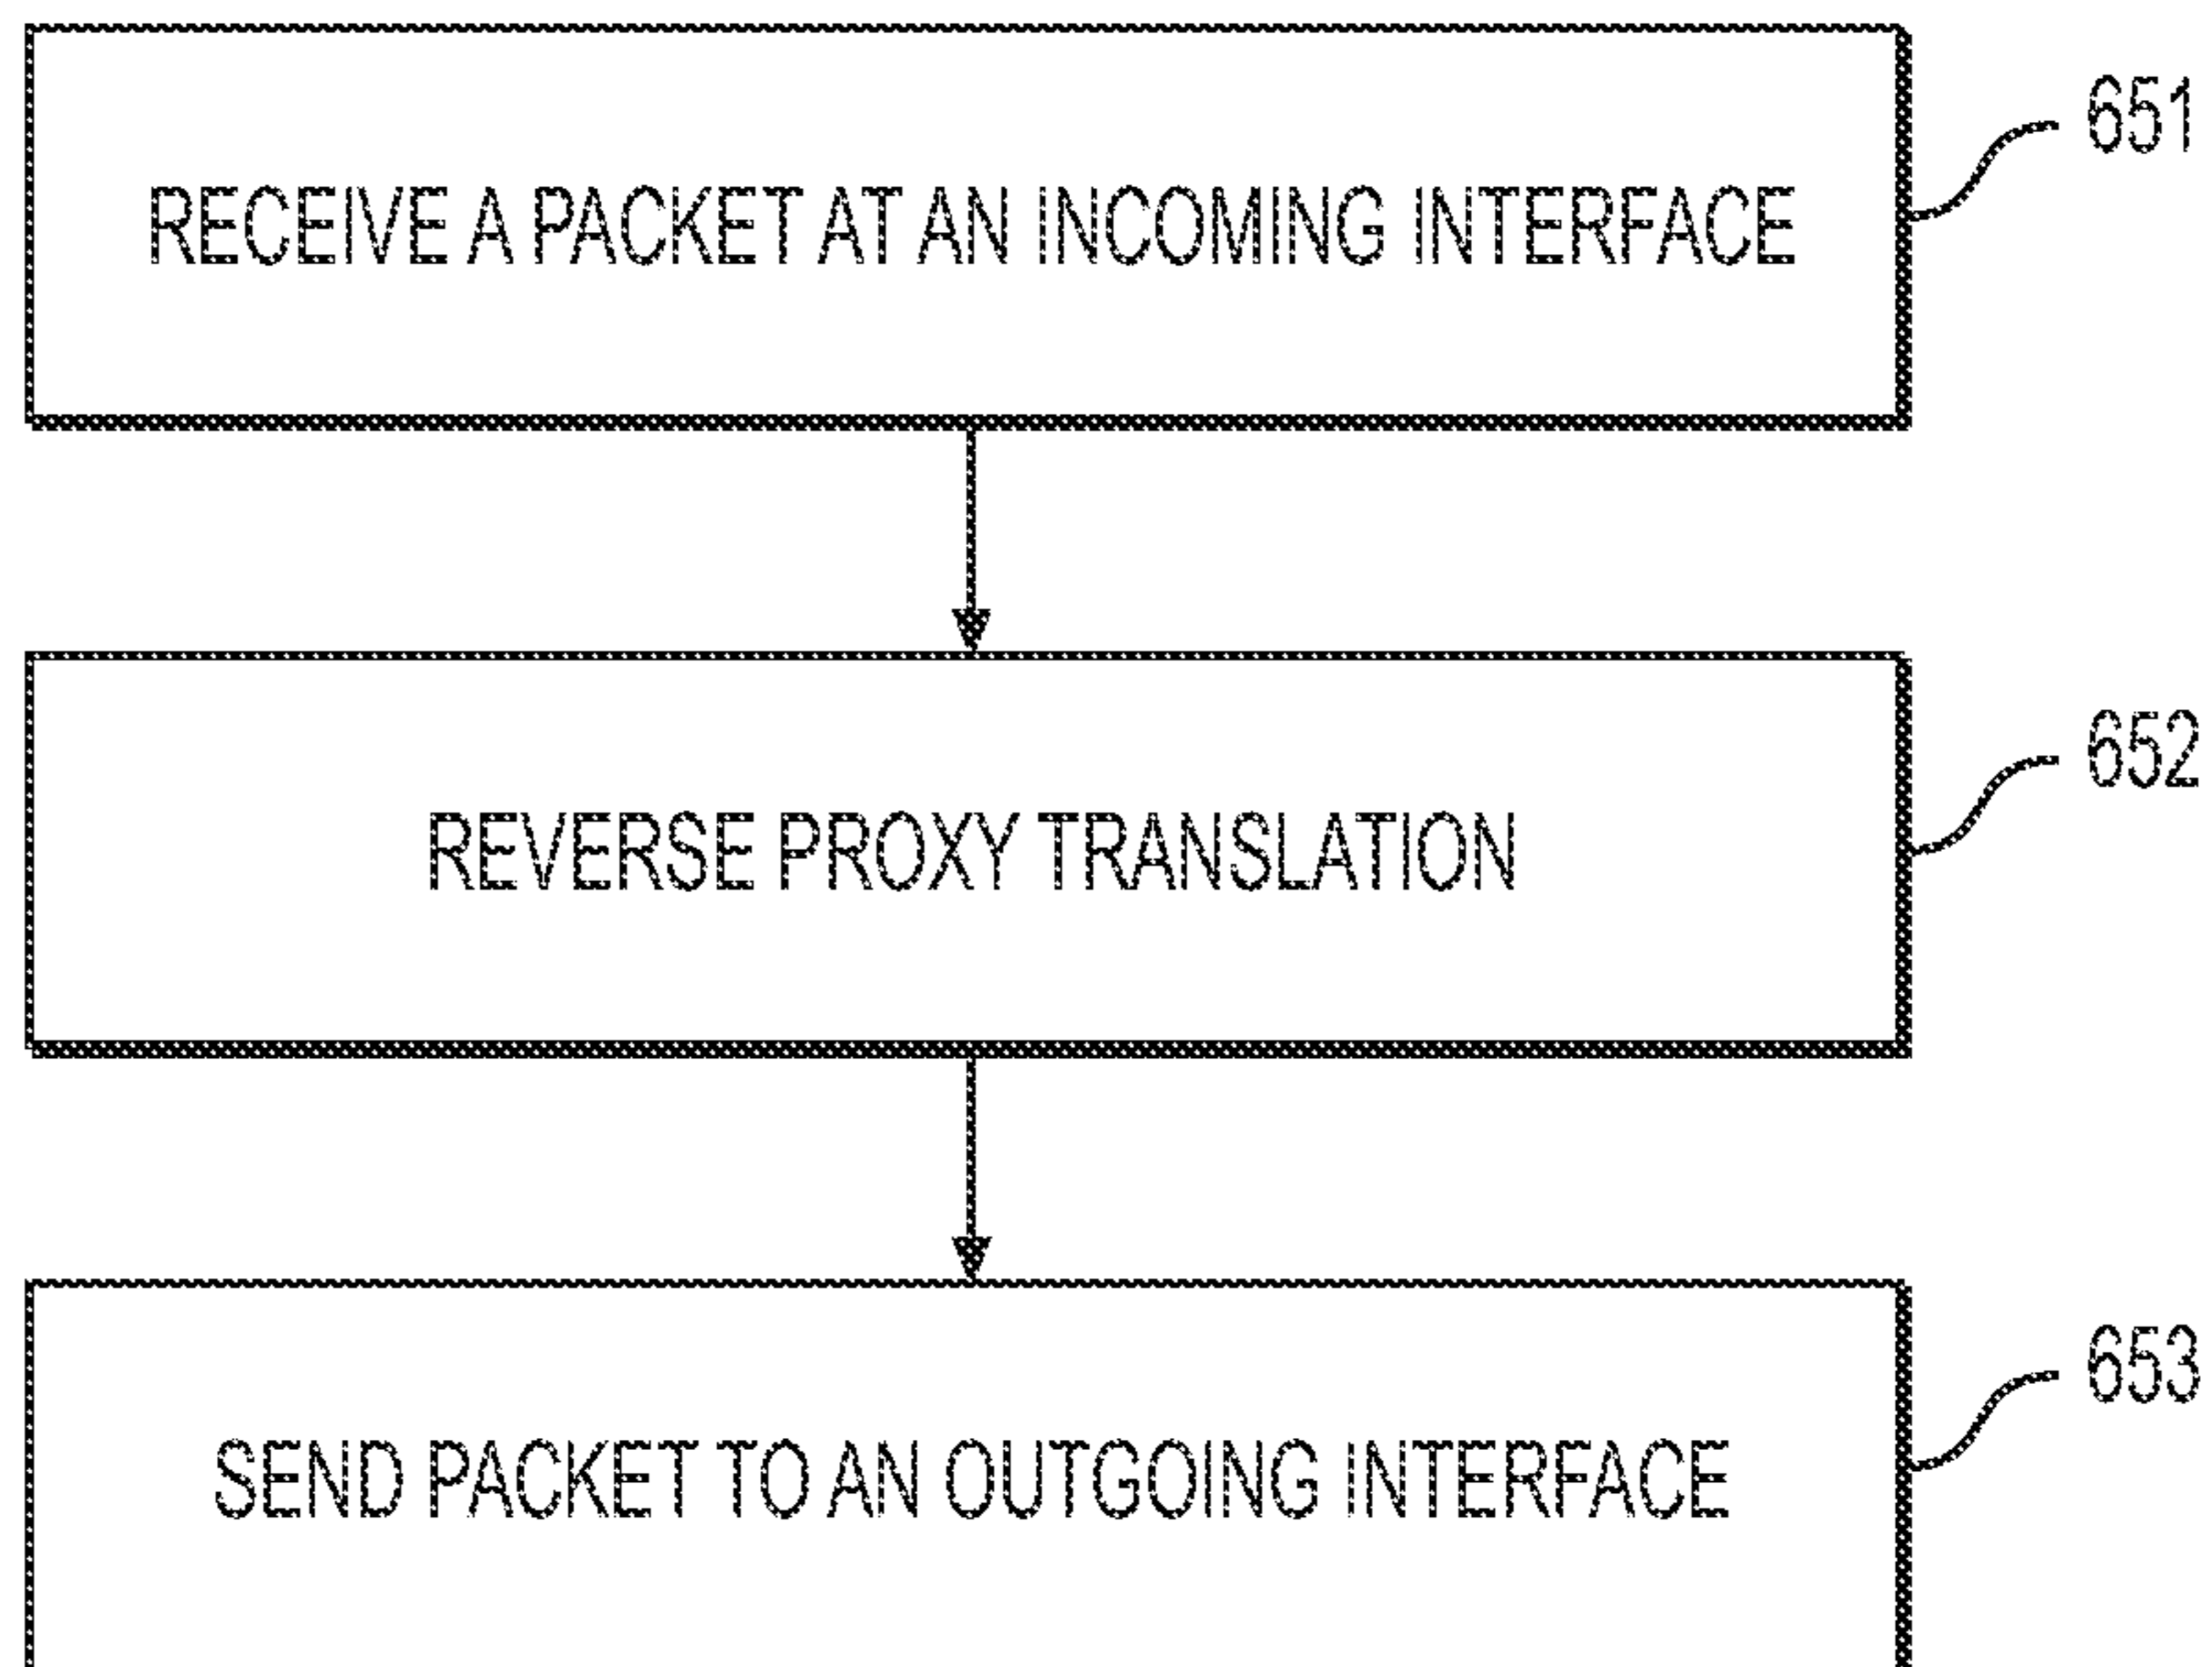 RECEIVE A PACKET AT AN INCOMING INTERFACE
651
REVERSE PROXY TRANSLATION
652
SEND PACKET TO AN OUTGOING INTERFACE
653